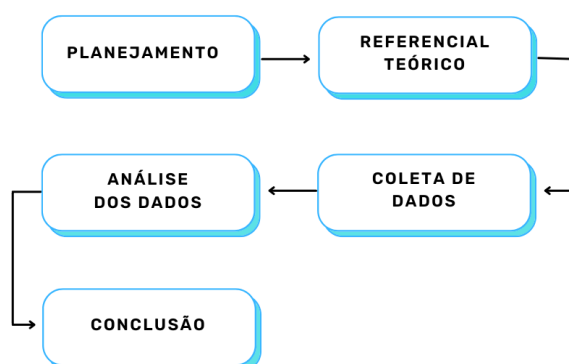 PLANEJAMENTO
REFERENCIAL
TEÓRICO
COLETA DE
DADOS
ANÁLISE
DOS DADOS
CONCLUSÃO